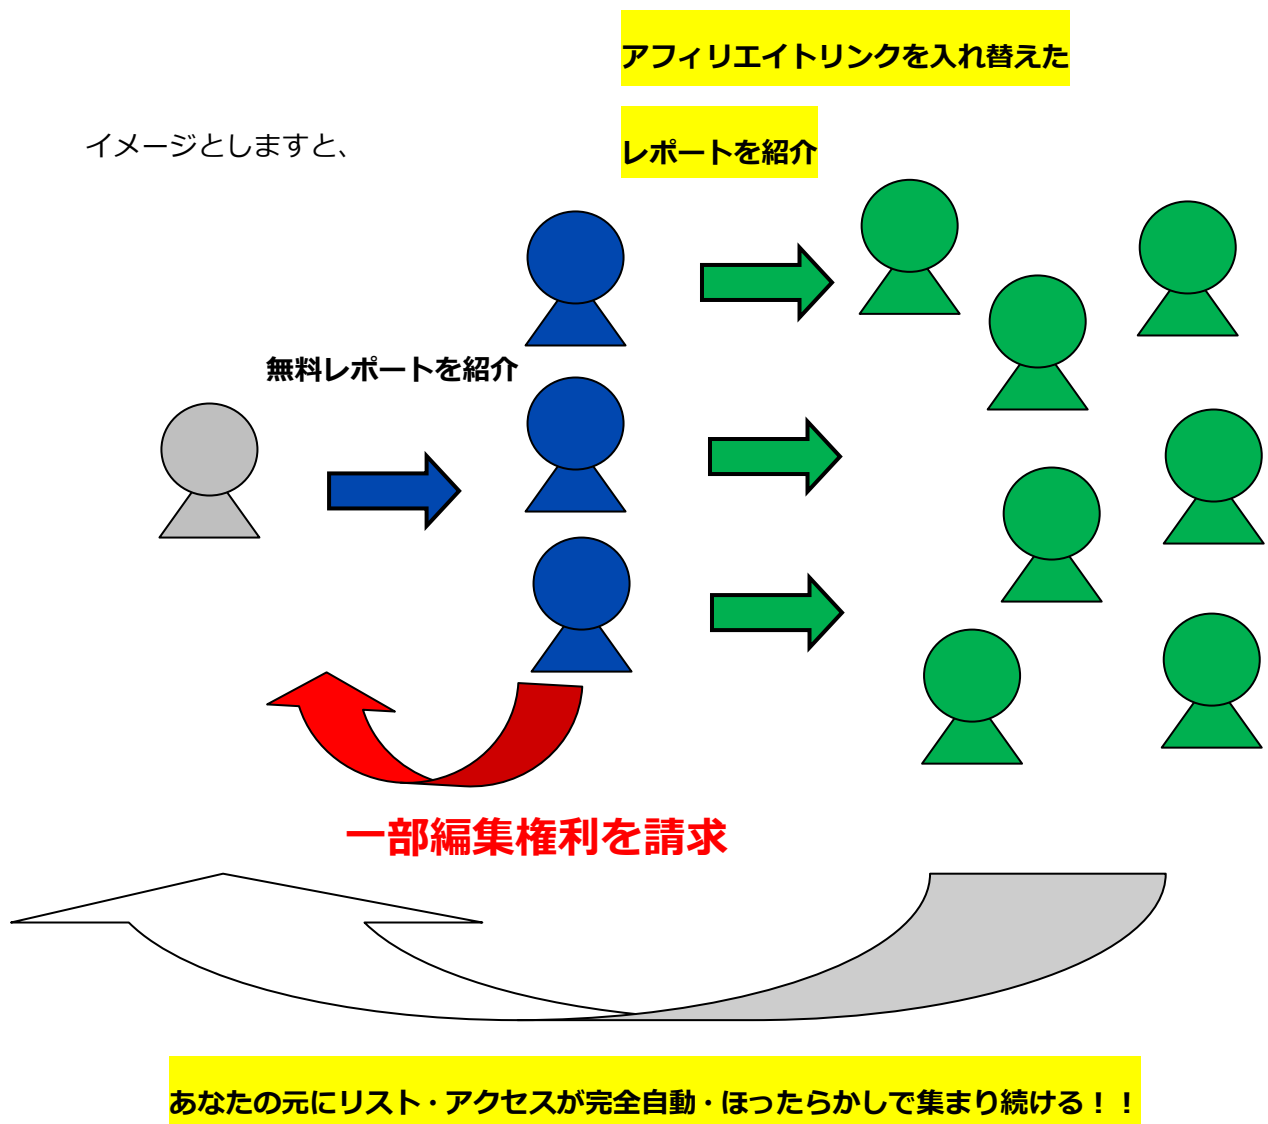 アフィリエイトリンクを入れ替えた
レポートを紹介
イメージとしますと、
無料レポートを紹介
一部編集権利を請求
あなたの元にリスト・アクセスが完全自動・ほったらかしで集まり続ける！！